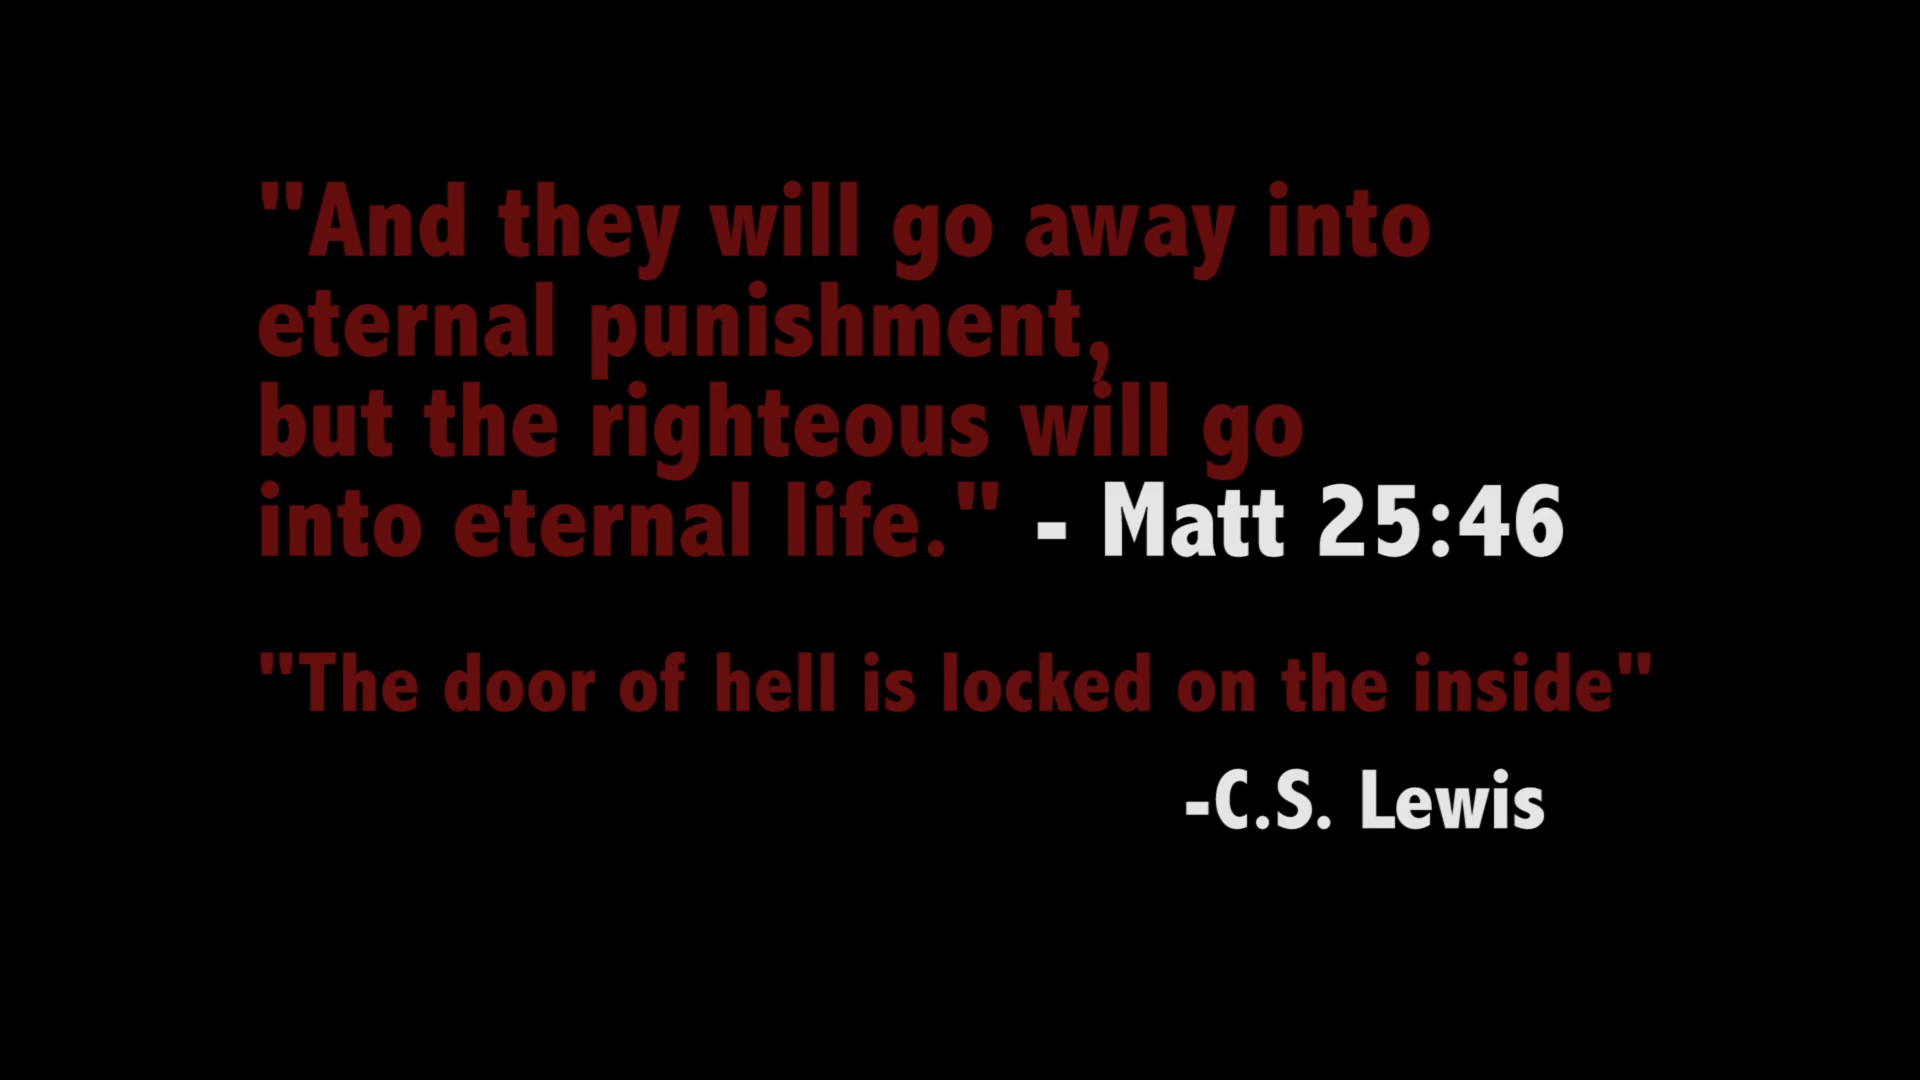 "And they will go away into
eternal punishment,
but the righteous will go
into eternal life." - Matt 25:46
"The door of hell is locked on the inside"
-C.S. Lewis